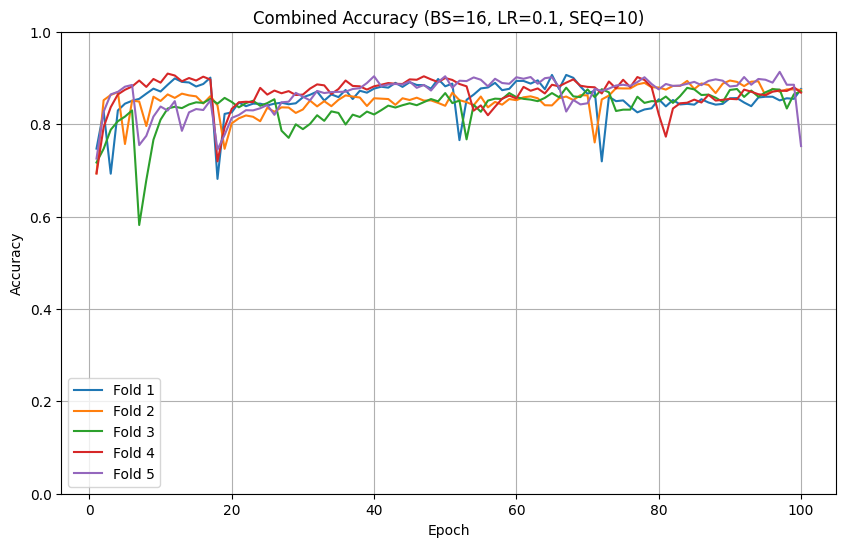 Combined Accuracy (BS=16, LR=0.1, SEQ=10)
1.0
0.8
0.6
0.4
0.2
0.0
Accuracy
Fold 1
Fold 2
Fold 3
Fold 4
Fold 5
0 20 40 60 80 100
Epoch